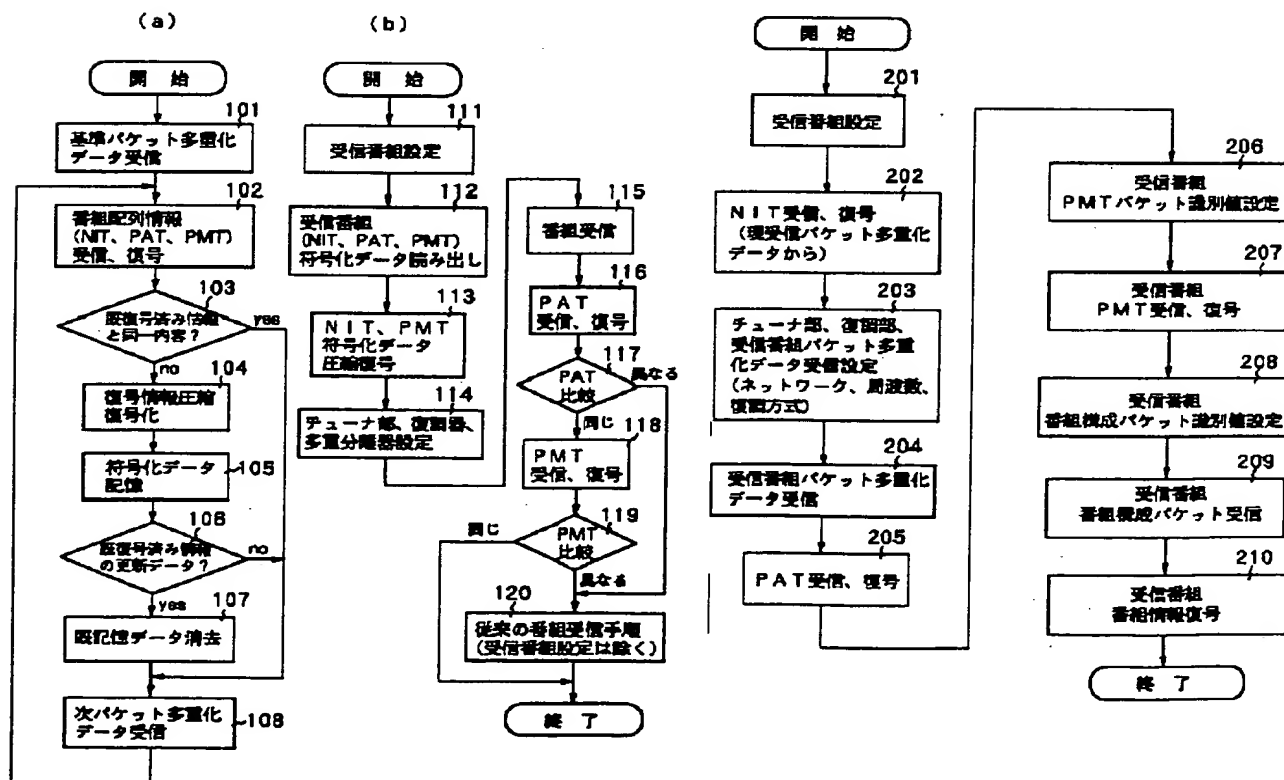 (a)
開始
101
基準パケット多重化
データ受信
102
番組配列情報
(NIT、PAT、PMT)
受信、復号
103
既復号済み情報
と同一内容?
yes
no
104
復号情報圧縮
復号化
符号化データ
記憶
105
106
既復号済み情報
の更新データ?
no
yes
107
既記憶データ消去
次パケット多重化
データ受信
108
(b)
開始
111
受信番組設定
112
受信番組
(NIT、PAT、PMT)
符号化データ読み出し
113
NIT、PMT
符号化データ
圧縮復号
114
チューナ部、復調器、
多重分離器設定
115
番組受信
116
PAT
受信、復号
117
PAT
比較
異なる
同じ
118
PMT
受信、復号
119
PMT
比較
同じ
異なる
120
従来の番組受信手順
(受信番組設定は除く)
終了
開始
201
受信番組設定
202
NIT受信、復号
(現受信パケット多重化
データから)
203
チューナ部、復調部、
受信番組パケット多重
化データ受信設定
(ネットワーク、周波数、
復調方式)
204
受信番組パケット多重化
データ受信
205
PAT受信、復号
206
受信番組
PMTパケット識別値設定
207
受信番組
PMT受信、復号
208
受信番組
番組構成パケット識別値設定
209
受信番組
番組構成パケット受信
210
受信番組
番組情報復号
終了